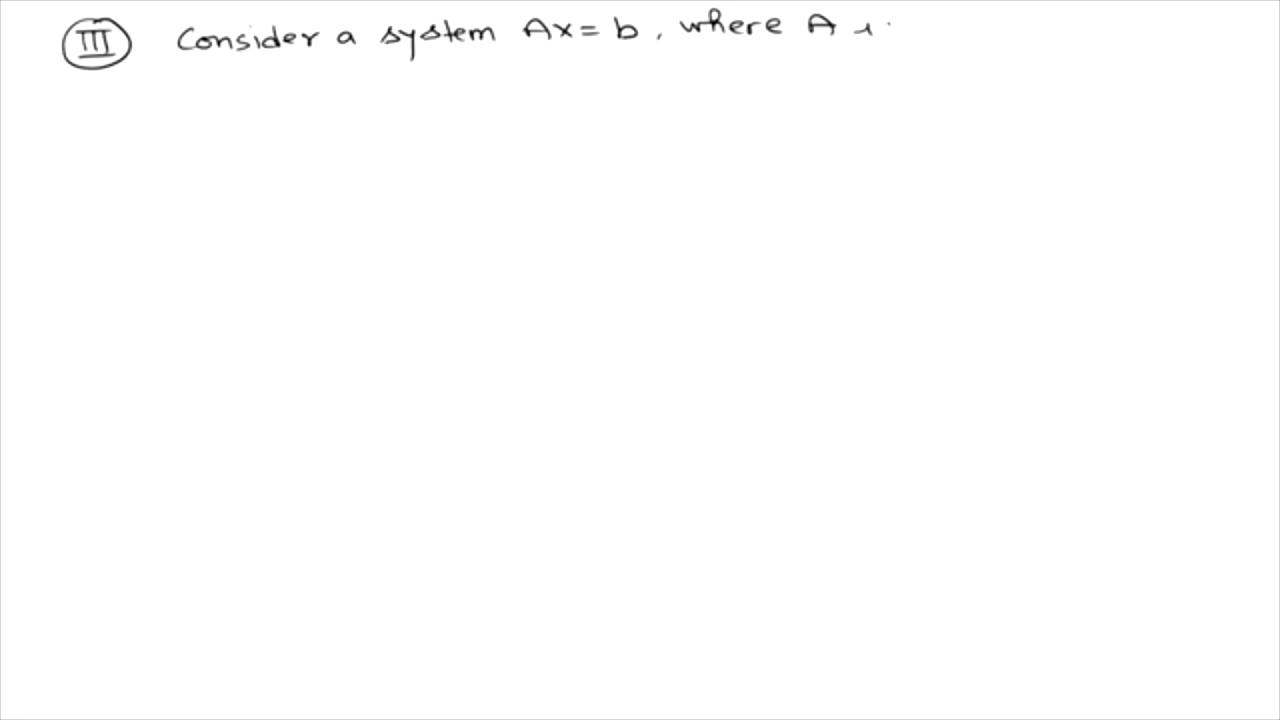 III Consider a system Ax = b, where A